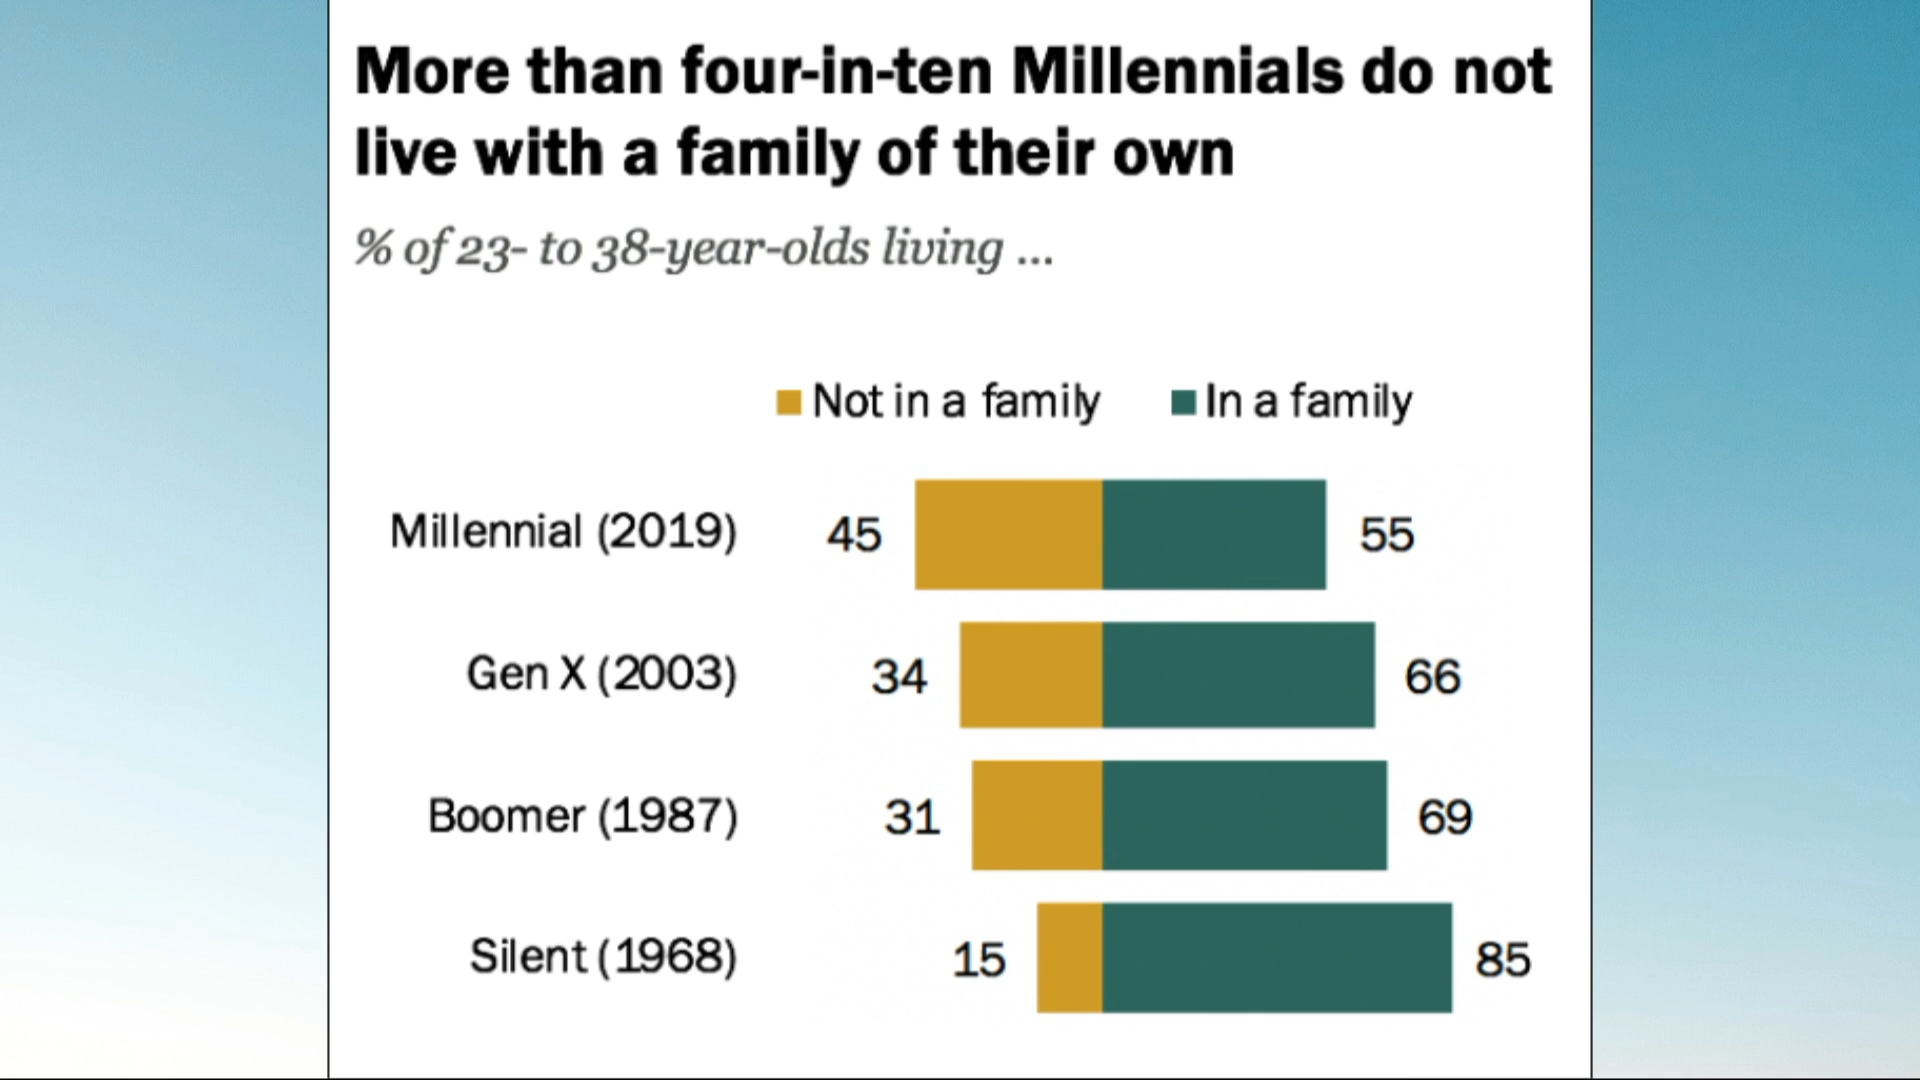 More than four-in-ten Millennials do not
live with a family of their own
% of 23- to 38-year-olds living ...
Not in a family In a family
Millennial (2019) 45 55
Gen X (2003) 34 66
Boomer (1987) 31 69
Silent (1968) 15 85